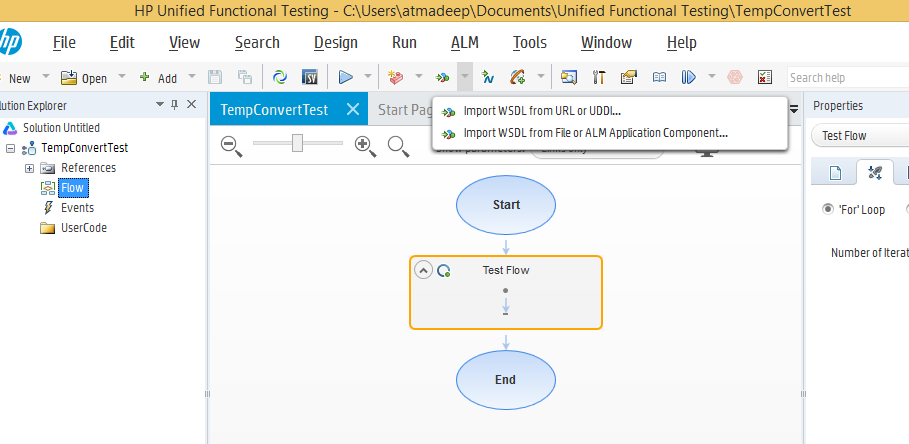 HP Unified Functional Testing - C:\Users\atmadeep\Documents\Unified Functional Testing\TempConvertTest
hp File Edit View Search Design Run ALM Tools Window Help
New Open Add SV Search help
lution Explorer
TempConvertTest
Start Pag
Properties
Import WSDL from URL or UDDI...
Import WSDL from File or ALM Application Component...
Solution Untitled
TempConvertTest
References
Flow
Events
UserCode
Start
Test Flow
End
Test Flow
'For' Loop
Number of Iterat